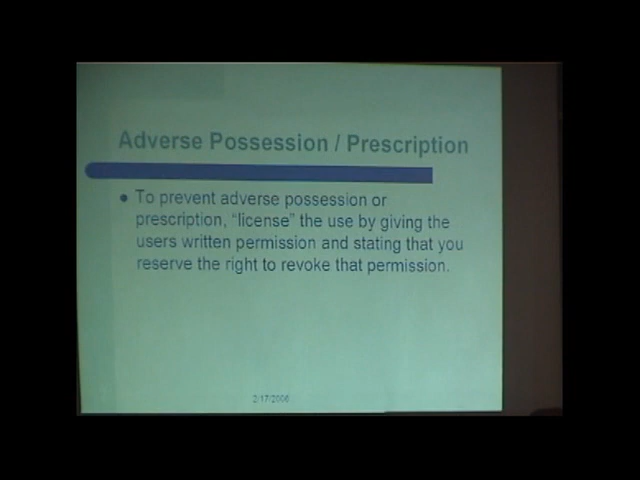 Adverse Possession / Prescription
• To prevent adverse possession or
prescription, “license” the use by giving the
users written permission and stating that you
reserve the right to revoke that permission.
2/17/2006